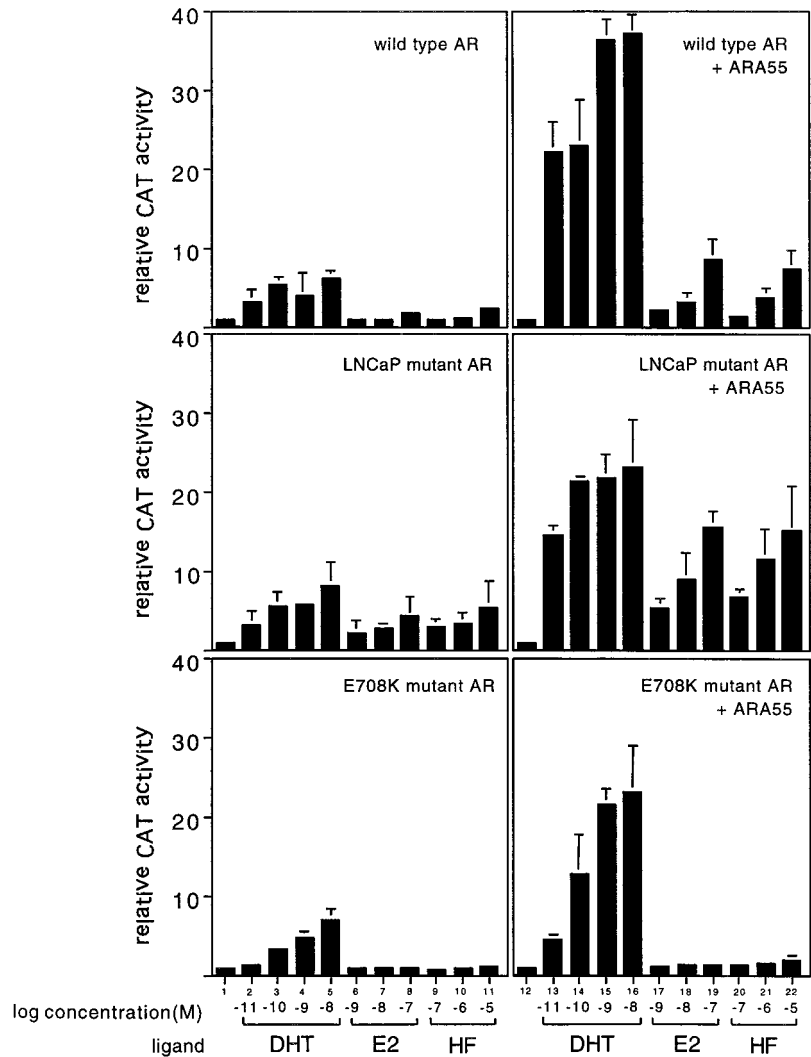 40
30
20
10
relative CAT activity
wild type AR
wild type AR
+ ARA55
40
30
20
10
relative CAT activity
LNCaP mutant AR
LNCaP mutant AR
+ ARA55
40
30
20
10
relative CAT activity
E708K mutant AR
E708K mutant AR
+ ARA55
1 2 3 4 5 6 7 8 9 10 11 12 13 14 15 16 17 18 19 20 21 22
log concentration(M) -11 -10 -9 -8 -9 -8 -7 -7 -6 -5 -11 -10 -9 -8 -9 -8 -7 -7 -6 -5
ligand DHT E2 HF DHT E2 HF